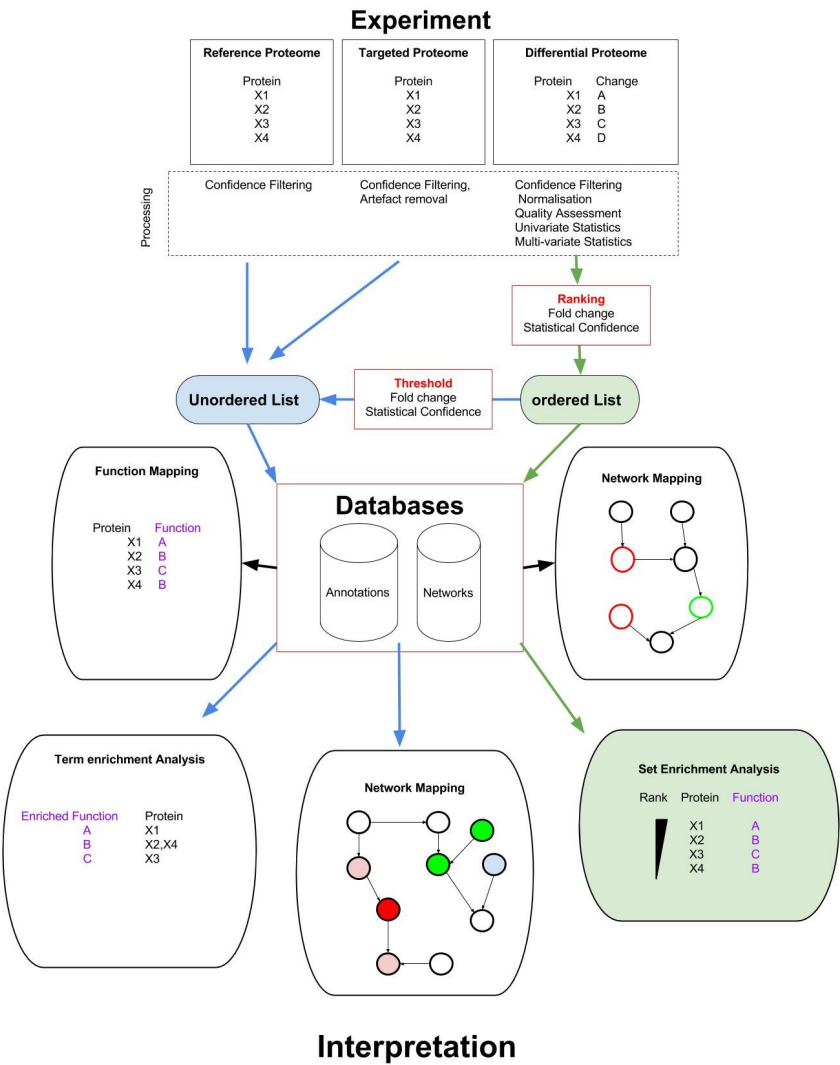 Experiment
Reference Proteome
Protein
X1
X2
X3
X4
Targeted Proteome
Protein
X1
X2
X3
X4
Differential Proteome
Protein Change
X1 A
X2 B
X3 C
X4 D
Processing
Confidence Filtering
Confidence Filtering,
Artefact removal
Confidence Filtering
Normalisation
Quality Assessment
Univariate Statistics
Multi-variate Statistics
Ranking
Fold change
Statistical Confidence
Unordered List
Threshold
Fold change
Statistical Confidence
ordered List
Function Mapping
Protein Function
X1 A
X2 B
X3 C
X4 B
Databases
Annotations
Networks
Network Mapping
Term enrichment Analysis
Enriched Function Protein
A X1
B X2,X4
C X3
Network Mapping
Set Enrichment Analysis
Rank Protein Function
X1 A
X2 B
X3 C
X4 B
Interpretation